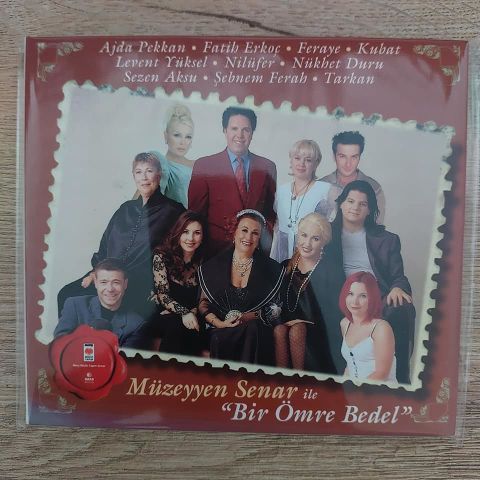 Ajda Pekkan • Fatih Erkoç • Feraye • Kubat
Levent Yüksel • Nilüfer • Nükhet Duru
Sezen Aksu • Şebnem Ferah • Tarkan
Müzeyyen Senar ile
“Bir Ömre Bedel”